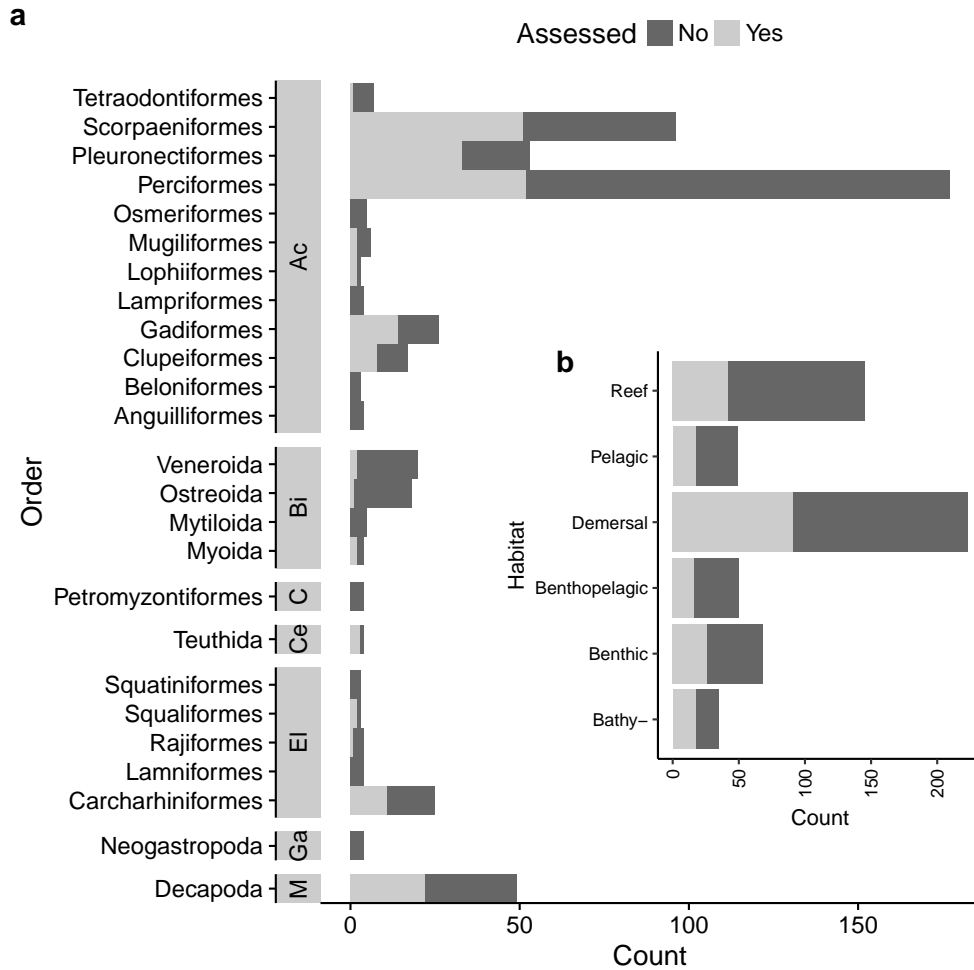 a
Assessed No Yes
Tetraodontiformes
Scorpaeniformes
Pleuronectiformes
Perciformes
Osmeriformes
Mugiliformes
Lophiiformes
Lampriformes
Gadiformes
Clupeiformes
Beloniformes
Anguilliformes
Ac
Veneroida
Ostreoida
Mytiloida
Myoida
Bi
Petromyzontiformes
C
Teuthida
Ce
Squatiniformes
Squaliformes
Rajiformes
Lamniformes
Carcharhiniformes
El
Neogastropoda
Ga
Decapoda
M
Order
0 50 100 150
Count
b
Reef
Pelagic
Demersal
Benthopelagic
Benthic
Bathy−
Habitat
0 50 100 150 200
Count